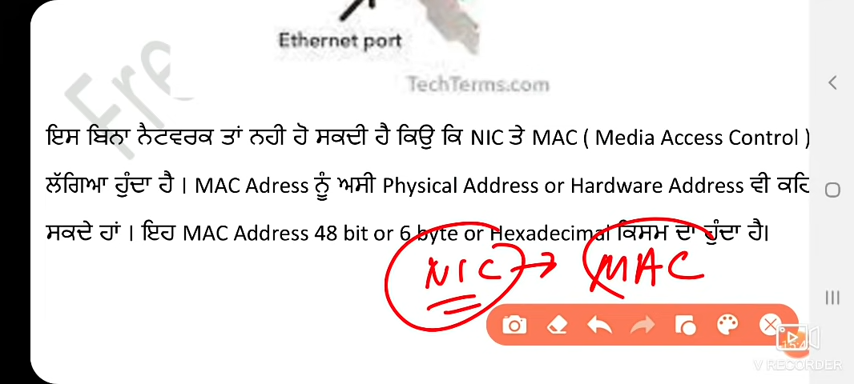 Fre
Ethernet port
TechTerms.com
ਇਸ ਬਿਨਾ ਨੈਟਵਰਕ ਤਾਂ ਨਹੀ ਹੋ ਸਕਦੀ ਹੈ ਕਿਉ ਕਿ NIC ਤੇ MAC ( Media Access Control )
ਲੱਗਿਆ ਹੁੰਦਾ ਹੈ । MAC Adress ਨੂੰ ਅਸੀ Physical Address or Hardware Address ਵੀ ਕਹਿ
ਸਕਦੇ ਹਾਂ । ਇਹ MAC Address 48 bit or 6 byte or Hexadecimal ਕਿਸਮ ਦਾ ਹੁੰਦਾ ਹੈ।
NIC → MAC
V RECORDER